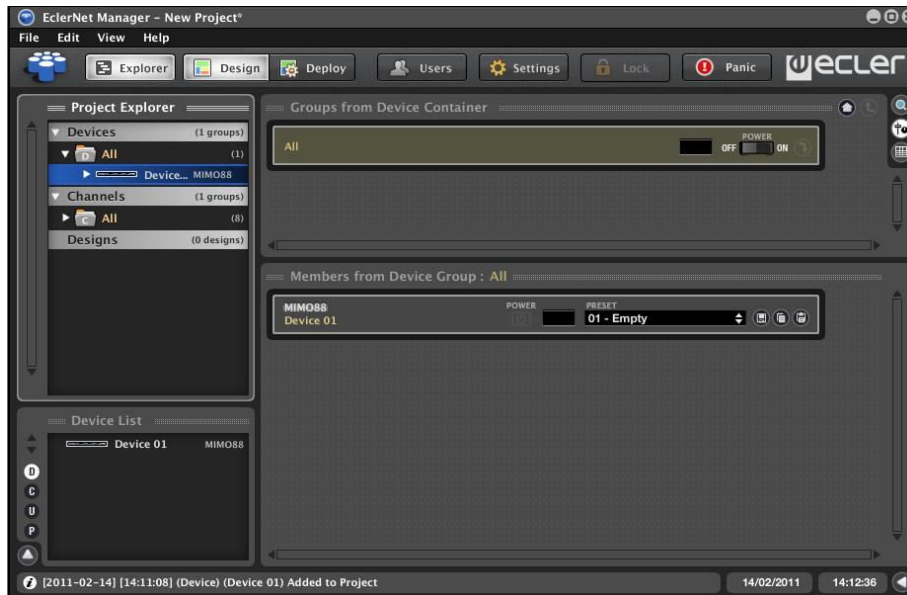 EclerNet Manager - New Project*
File Edit View Help
Explorer Design Deploy Users Settings Lock Panic ecler
Project Explorer
Devices (1 groups)
D All (1)
Device... MIMO88
Channels (1 groups)
C All (8)
Designs (0 designs)
Groups from Device Container
All POWER OFF ON
Members from Device Group : All
MIMO88 POWER PRESET
Device 01 01 - Empty
Device List
Device 01 MIMO88
D
C
U
P
[2011-02-14] [14:11:08] (Device) (Device 01) Added to Project 14/02/2011 14:12:36